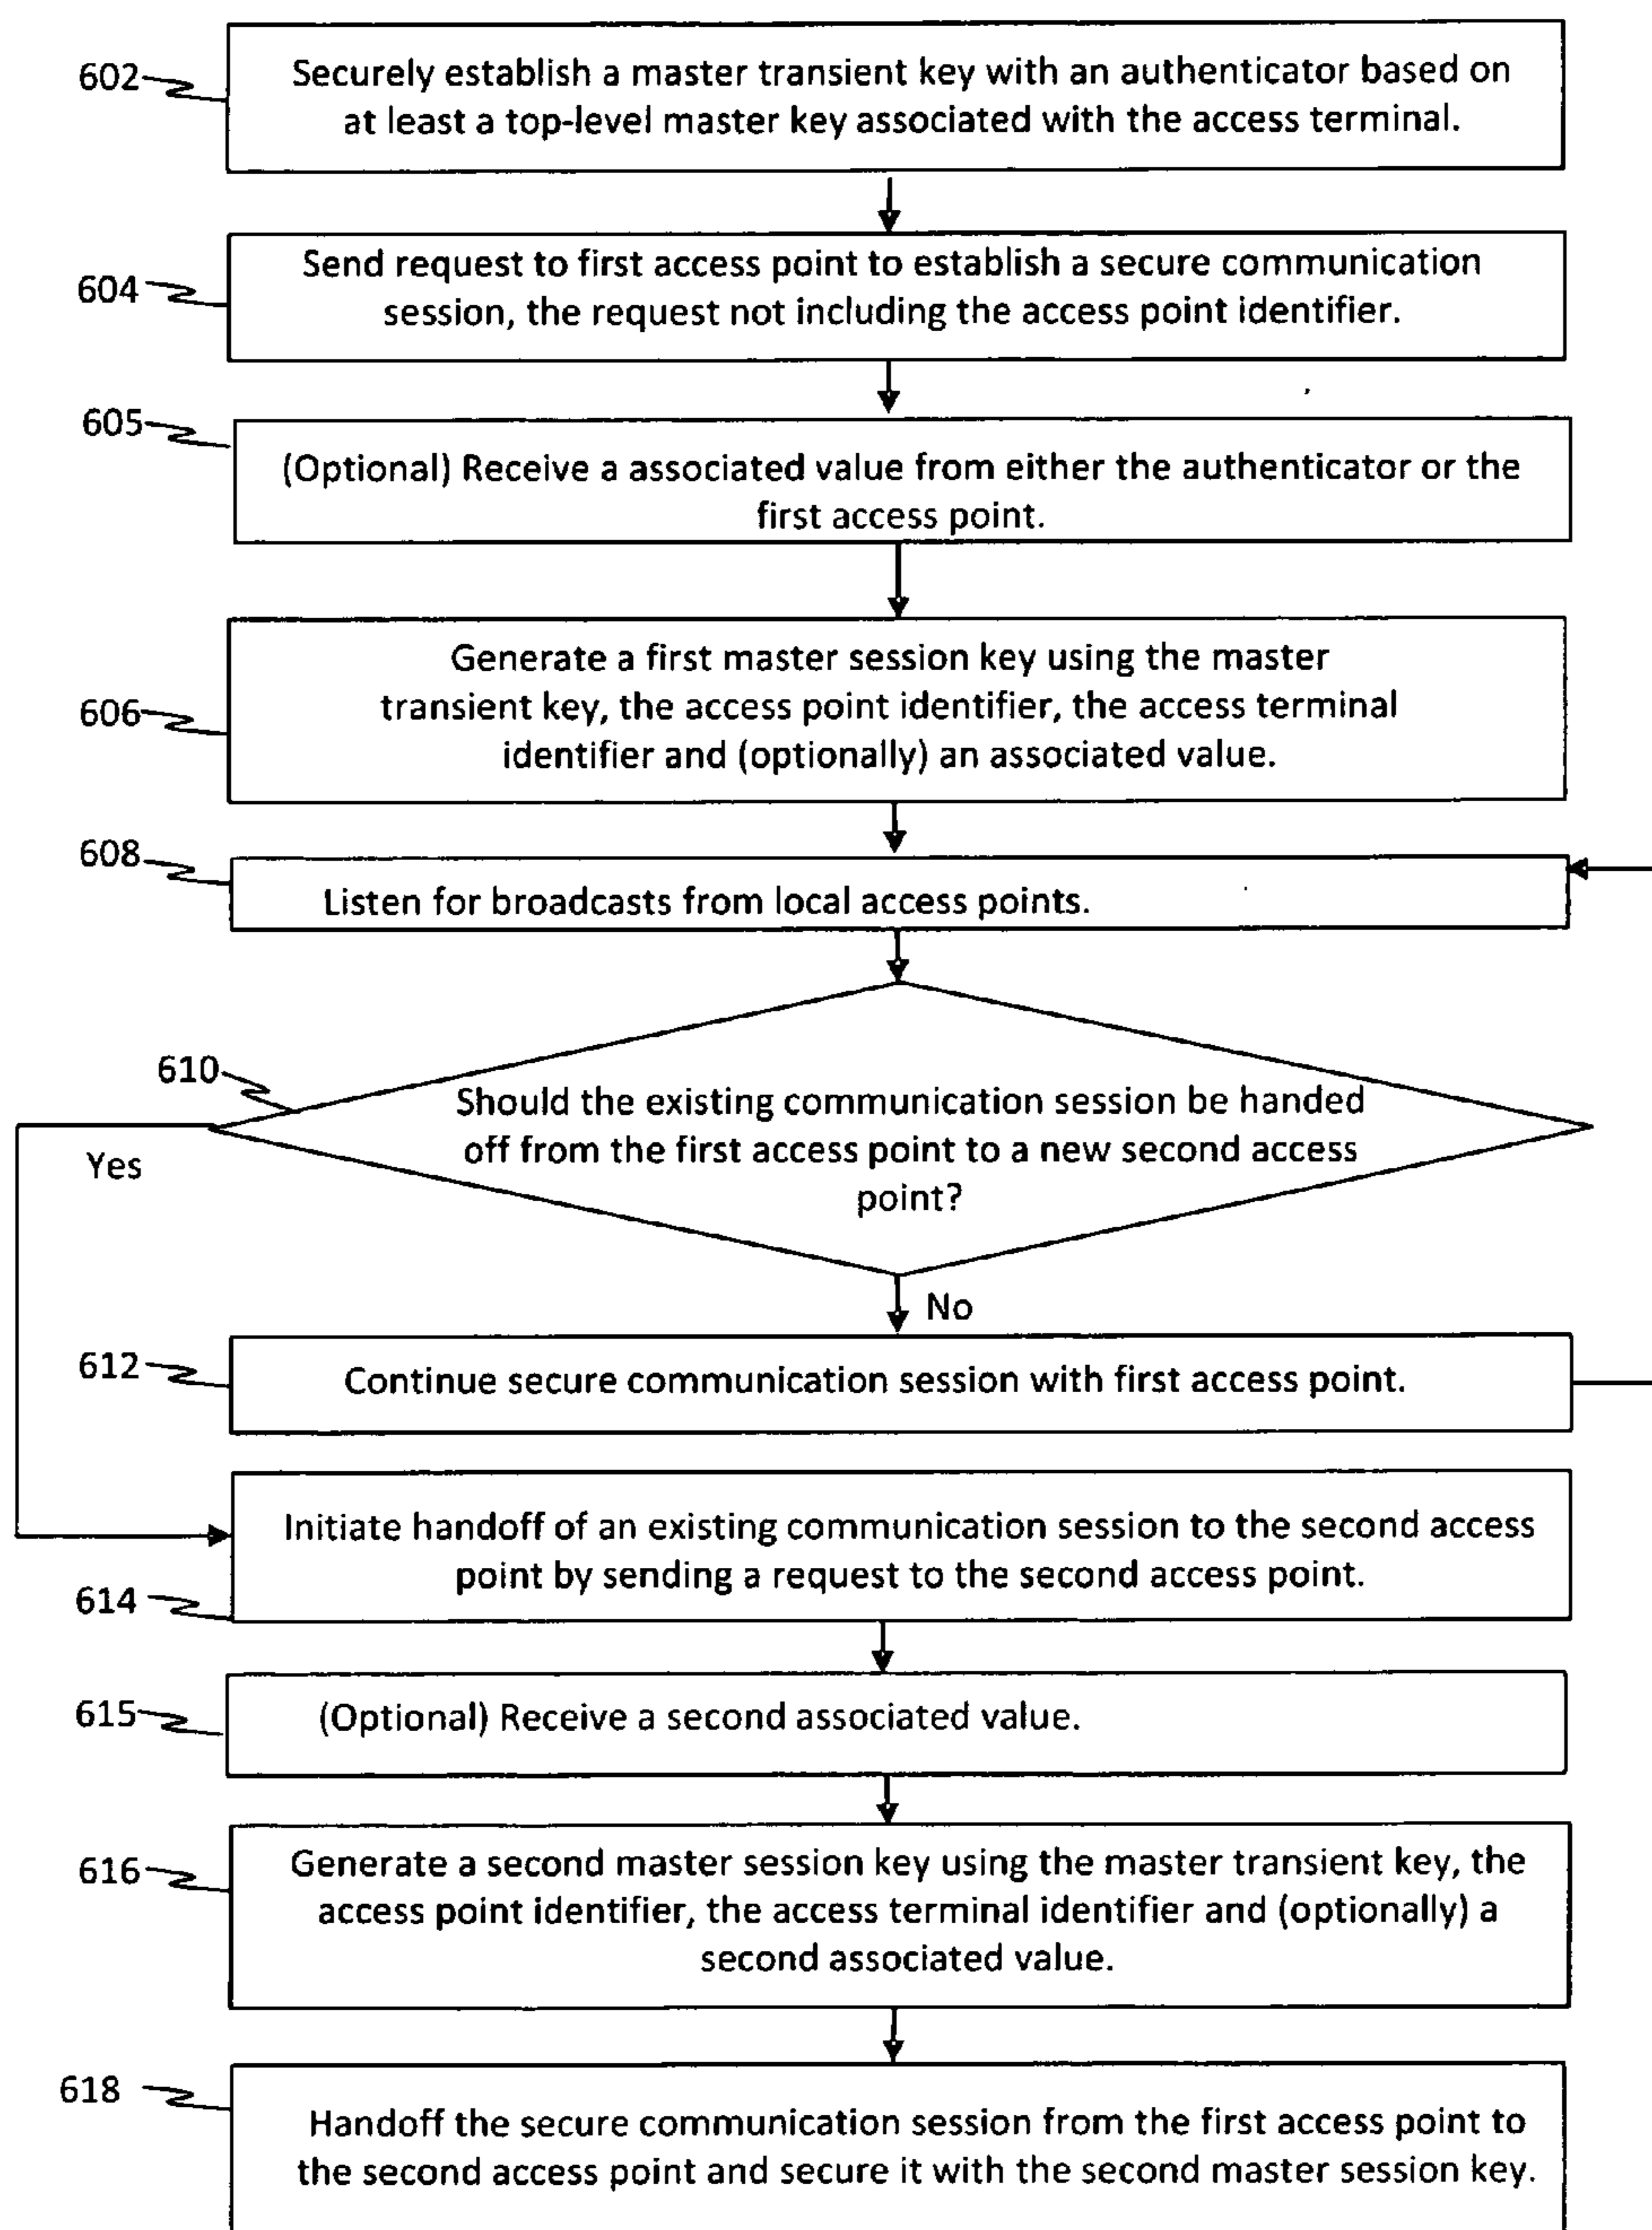 602
Securely establish a master transient key with an authenticator based on
at least a top-level master key associated with the access terminal.
604
Send request to first access point to establish a secure communication
session, the request not including the access point identifier.
605
(Optional) Receive a associated value from either the authenticator or the
first access point.
606
Generate a first master session key using the master
transient key, the access point identifier, the access terminal
identifier and (optionally) an associated value.
608
Listen for broadcasts from local access points.
610
Should the existing communication session be handed
off from the first access point to a new second access
point?
Yes
No
612
Continue secure communication session with first access point.
614
Initiate handoff of an existing communication session to the second access
point by sending a request to the second access point.
615
(Optional) Receive a second associated value.
616
Generate a second master session key using the master transient key, the
access point identifier, the access terminal identifier and (optionally) a
second associated value.
618
Handoff the secure communication session from the first access point to
the second access point and secure it with the second master session key.